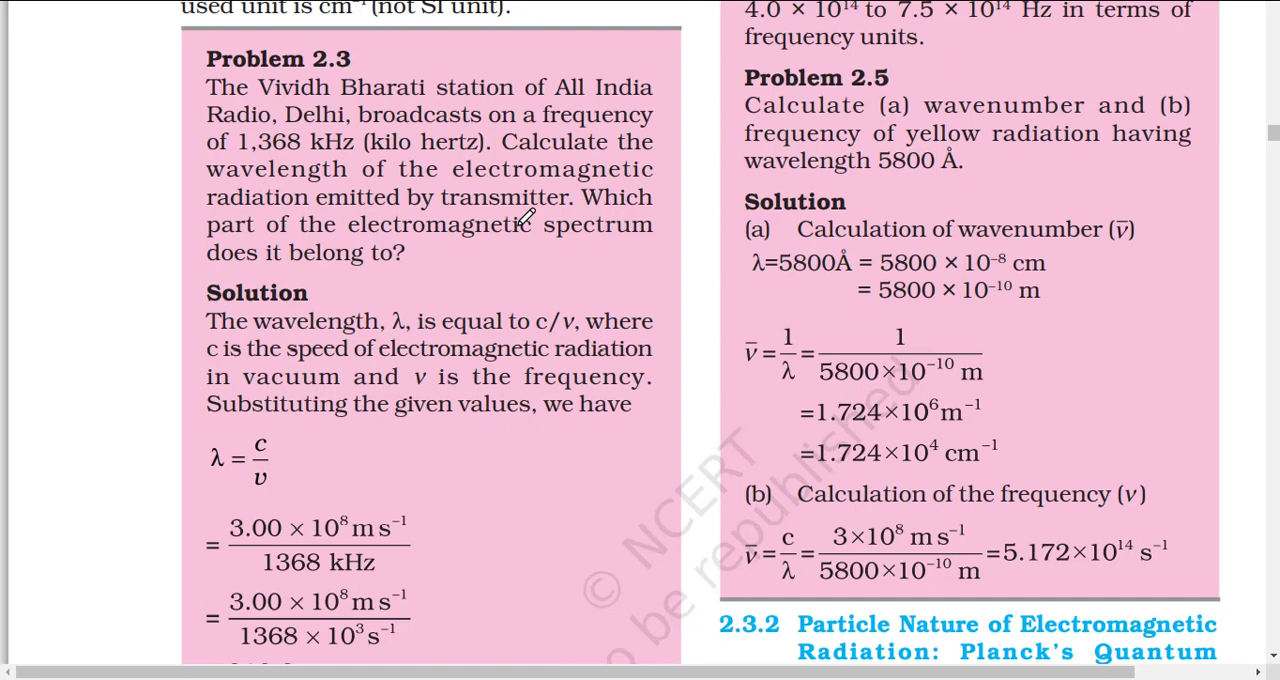 used unit is cm⁻¹ (not SI unit).
Problem 2.3
The Vividh Bharati station of All India
Radio, Delhi, broadcasts on a frequency
of 1,368 kHz (kilo hertz). Calculate the
wavelength of the electromagnetic
radiation emitted by transmitter. Which
part of the electromagnetic spectrum
does it belong to?
Solution
The wavelength, λ, is equal to c/ν, where
c is the speed of electromagnetic radiation
in vacuum and ν is the frequency.
Substituting the given values, we have
λ = c/ν
= 3.00 × 10⁸ m s⁻¹ / 1368 kHz
= 3.00 × 10⁸ m s⁻¹ / 1368 × 10³ s⁻¹
4.0 × 10¹⁴ to 7.5 × 10¹⁴ Hz in terms of
frequency units.
Problem 2.5
Calculate (a) wavenumber and (b)
frequency of yellow radiation having
wavelength 5800 Å.
Solution
(a) Calculation of wavenumber (ν̅)
λ=5800Å = 5800 × 10⁻⁸ cm
= 5800 × 10⁻¹⁰ m
ν̅ = 1/λ = 1 / 5800×10⁻¹⁰ m
=1.724×10⁶ m⁻¹
=1.724×10⁴ cm⁻¹
(b) Calculation of the frequency (ν)
ν̅ = c/λ = 3×10⁸ m s⁻¹ / 5800×10⁻¹⁰ m =5.172×10¹⁴ s⁻¹
2.3.2 Particle Nature of Electromagnetic
Radiation: Planck's Quantum
© NCERT
o be republished